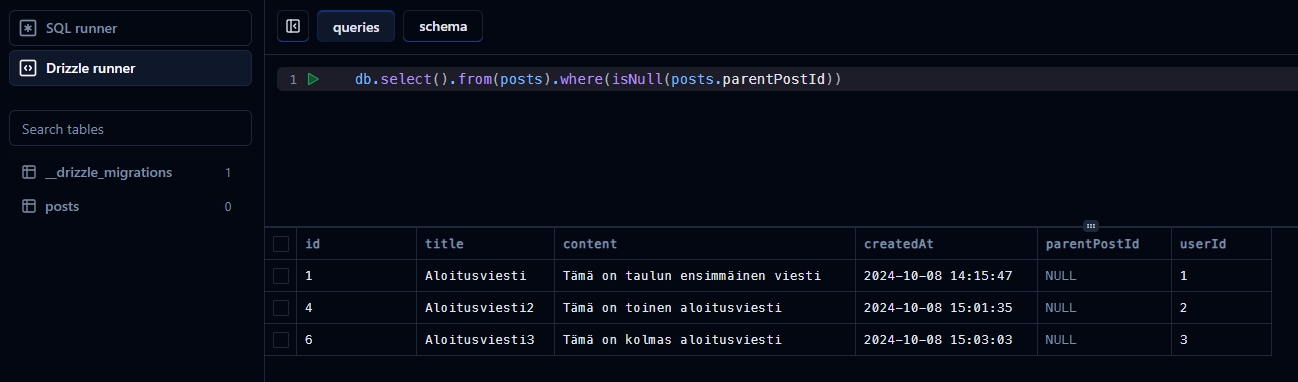 SQL runner
Drizzle runner
Search tables
__drizzle_migrations 1
posts 0
queries schema
1 db.select().from(posts).where(isNull(posts.parentPostId))
id title content createdAt parentPostId userId
1 Aloitusviesti Tämä on taulun ensimmäinen viesti 2024-10-08 14:15:47 NULL 1
4 Aloitusviesti2 Tämä on toinen aloitusviesti 2024-10-08 15:01:35 NULL 2
6 Aloitusviesti3 Tämä on kolmas aloitusviesti 2024-10-08 15:03:03 NULL 3